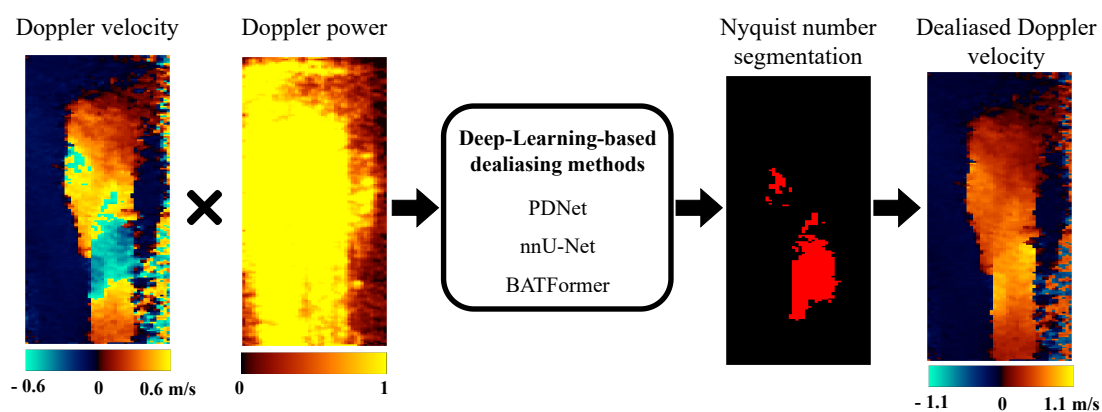 Doppler velocity
Doppler power
Nyquist number
segmentation
Dealiased Doppler
velocity
Deep-Learning-based
dealiasing methods
PDNet
nnU-Net
BATFormer
- 0.6 0 0.6 m/s
0 1
- 1.1 0 1.1 m/s